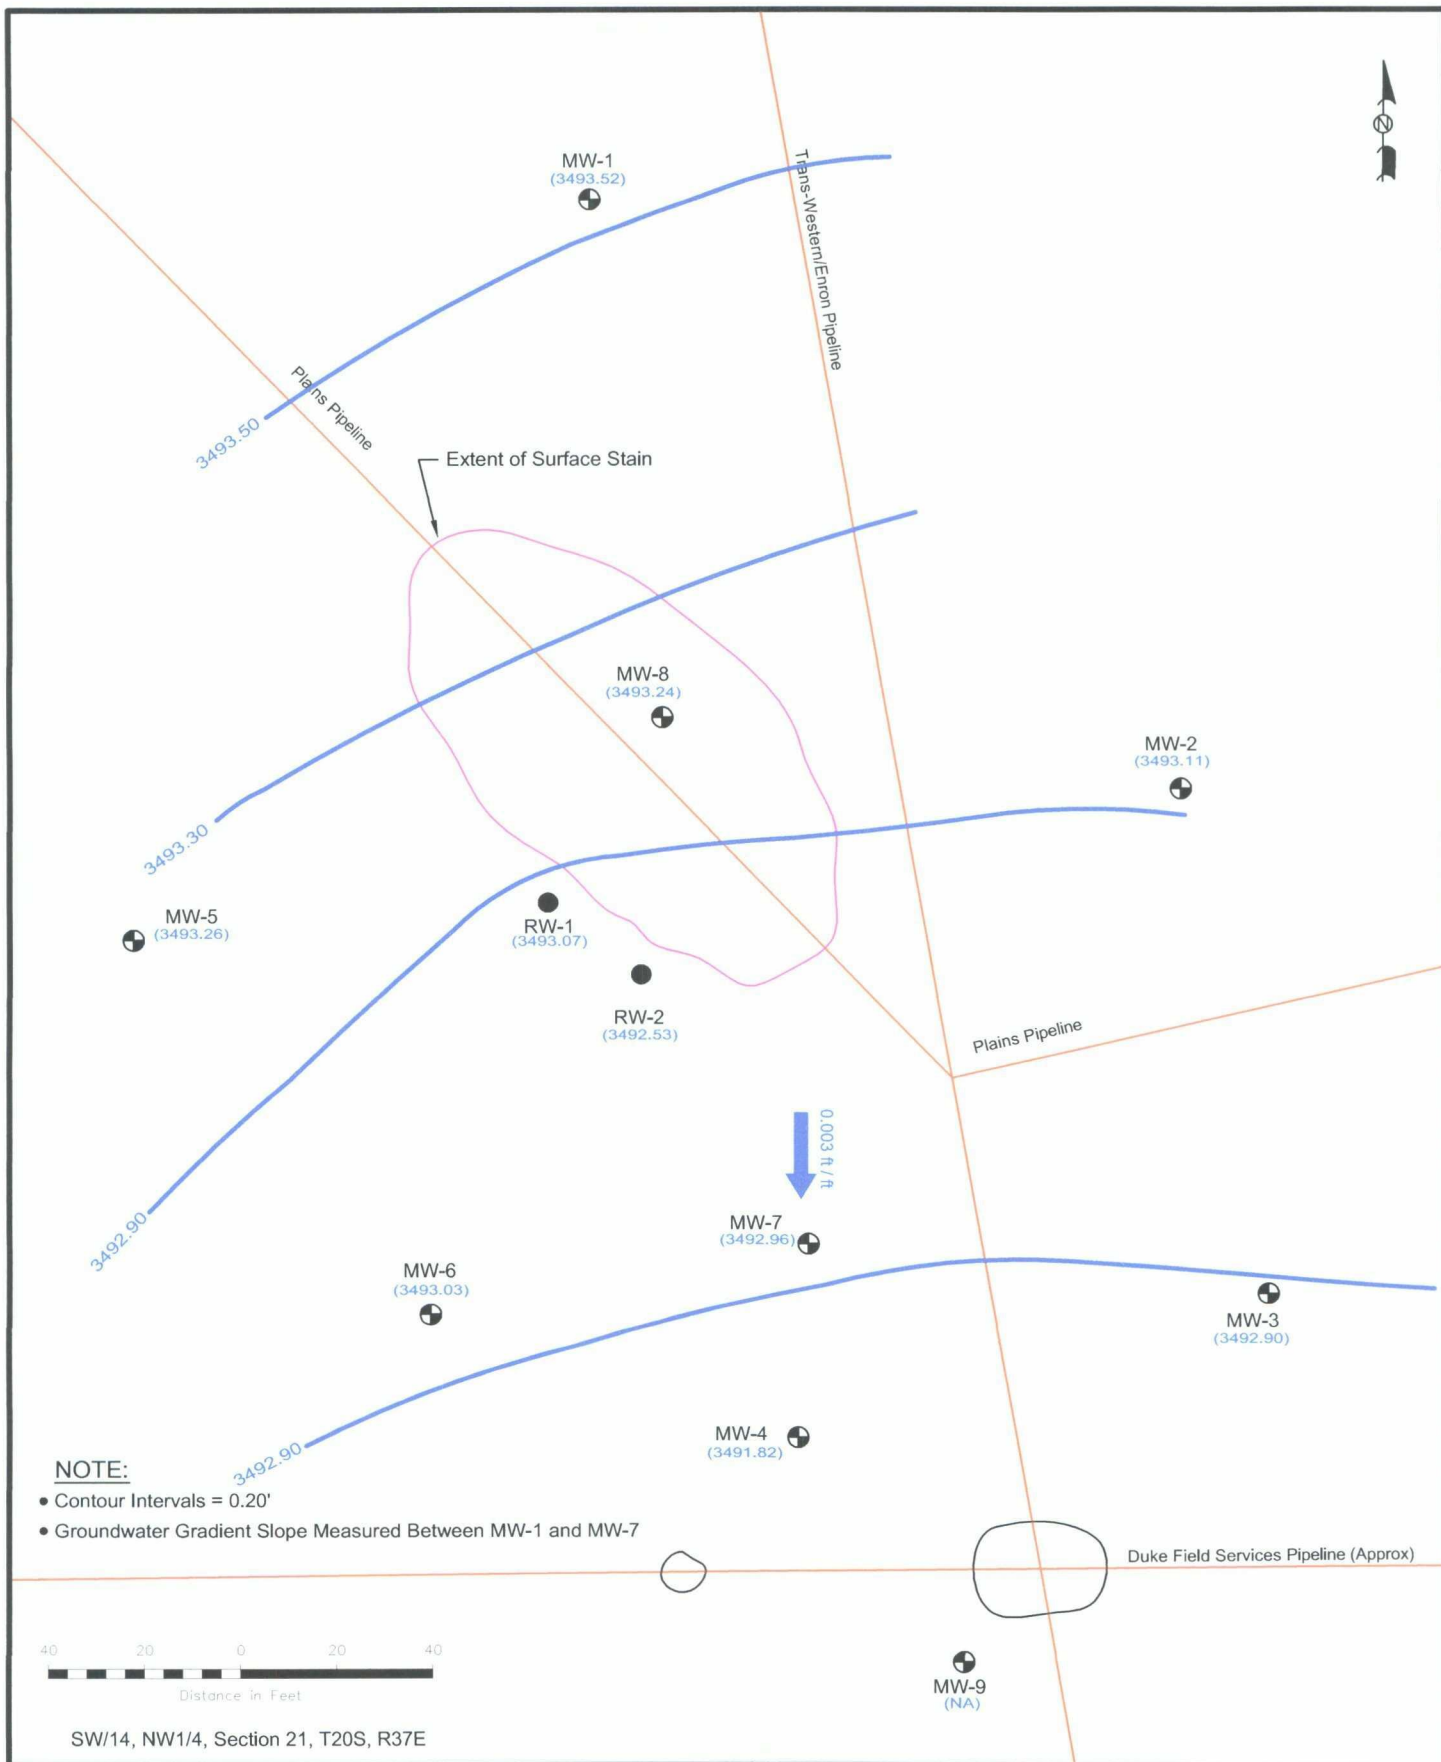 N
MW-1
(3493.52)
Trans-Western/Enron Pipeline
Plains Pipeline
3493.50
Extent of Surface Stain
MW-8
(3493.24)
MW-2
(3493.11)
3493.30
MW-5
(3493.26)
RW-1
(3493.07)
RW-2
(3492.53)
Plains Pipeline
0.003 ft / ft
3492.90
MW-7
(3492.96)
MW-6
(3493.03)
MW-3
(3492.90)
MW-4
(3491.82)
3492.90
NOTE:
• Contour Intervals = 0.20'
• Groundwater Gradient Slope Measured Between MW-1 and MW-7
Duke Field Services Pipeline (Approx)
40 20 0 20 40
Distance in Feet
MW-9
(NA)
SW/14, NW1/4, Section 21, T20S, R37E